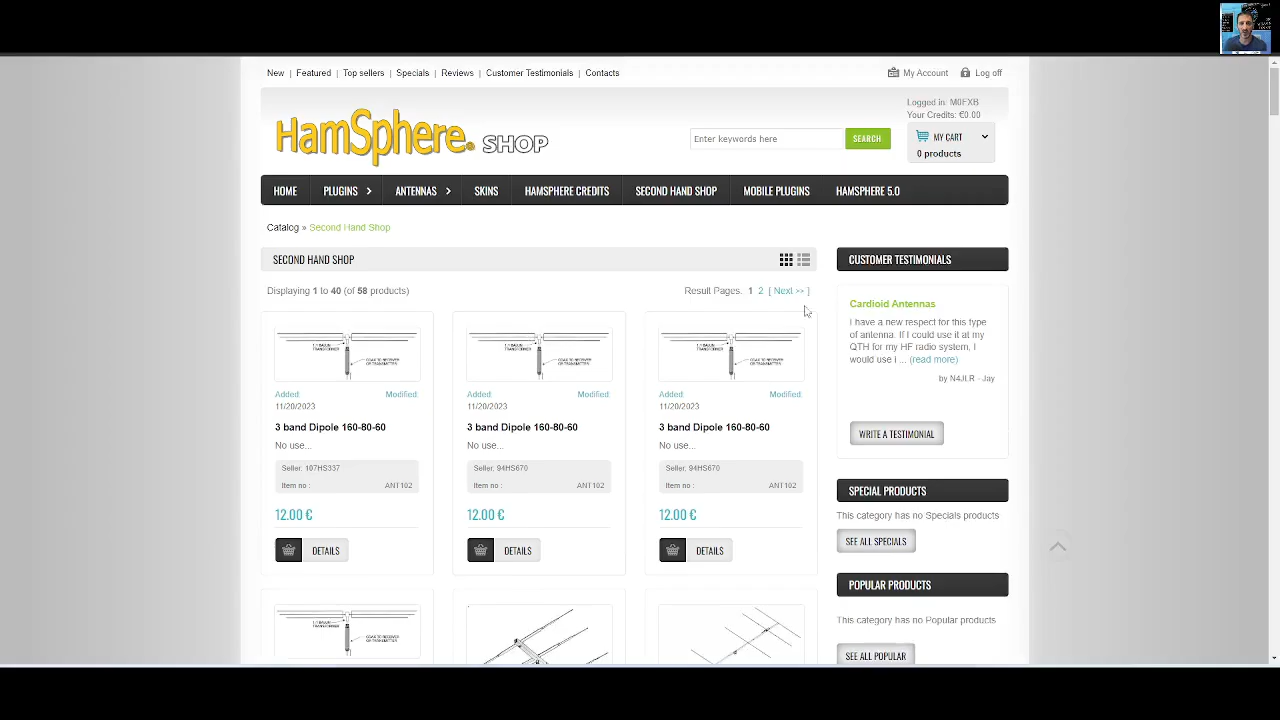 New | Featured | Top sellers | Specials | Reviews | Customer Testimonials | Contacts
My Account Log off
Logged in: M0FXB
Your Credits: €0.00
HamSphere® SHOP
Enter keywords here
SEARCH
MY CART
0 products
HOME PLUGINS ANTENNAS SKINS HAMSPHERE CREDITS SECOND HAND SHOP MOBILE PLUGINS HAMSPHERE 5.0
Catalog » Second Hand Shop
SECOND HAND SHOP
Displaying 1 to 40 (of 58 products)
Result Pages: 1 2 [ Next >> ]
Added: Modified:
11/20/2023
3 band Dipole 160-80-60
No use...
Seller: 107HS337
Item no : ANT102
12.00 €
DETAILS
Added: Modified:
11/20/2023
3 band Dipole 160-80-60
No use...
Seller: 94HS670
Item no : ANT102
12.00 €
DETAILS
Added: Modified:
11/20/2023
3 band Dipole 160-80-60
No use...
Seller: 94HS670
Item no : ANT102
12.00 €
DETAILS
CUSTOMER TESTIMONIALS
Cardioid Antennas
I have a new respect for this type
of antenna. If I could use it at my
QTH for my HF radio system, I
would use i ... (read more)
by N4JLR - Jay
WRITE A TESTIMONIAL
SPECIAL PRODUCTS
This category has no Specials products
SEE ALL SPECIALS
POPULAR PRODUCTS
This category has no Popular products
SEE ALL POPULAR